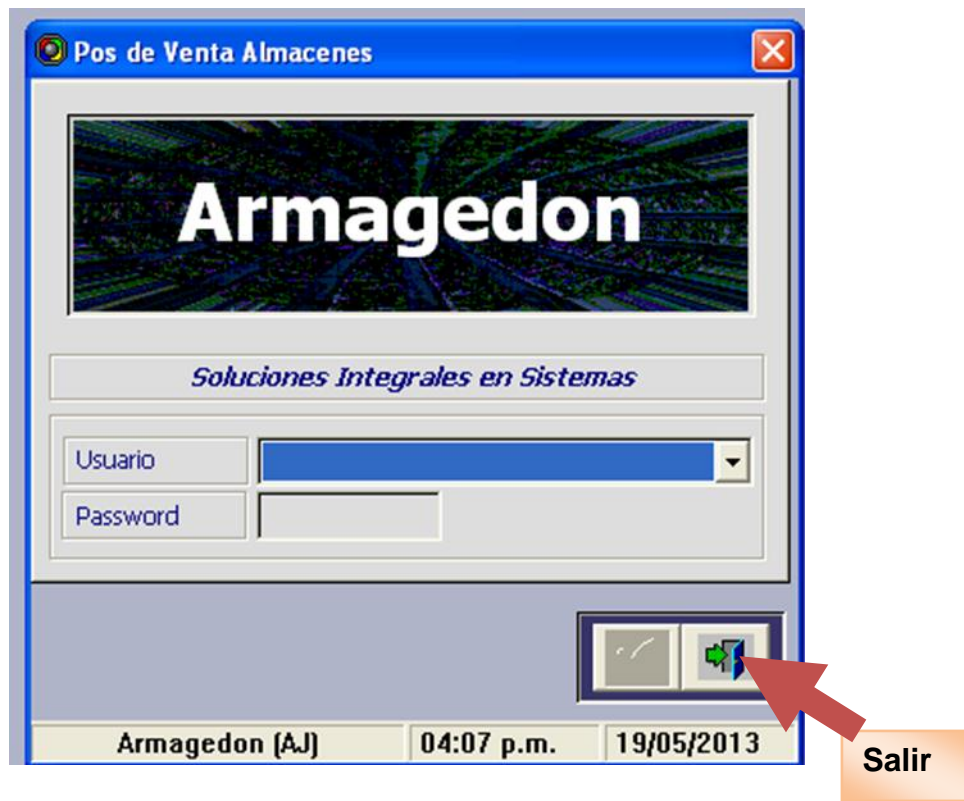 Pos de Venta Almacenes
Armagedon
Soluciones Integrales en Sistemas
Usuario
Password
Armagedon (AJ) 04:07 p.m. 19/05/2013
Salir